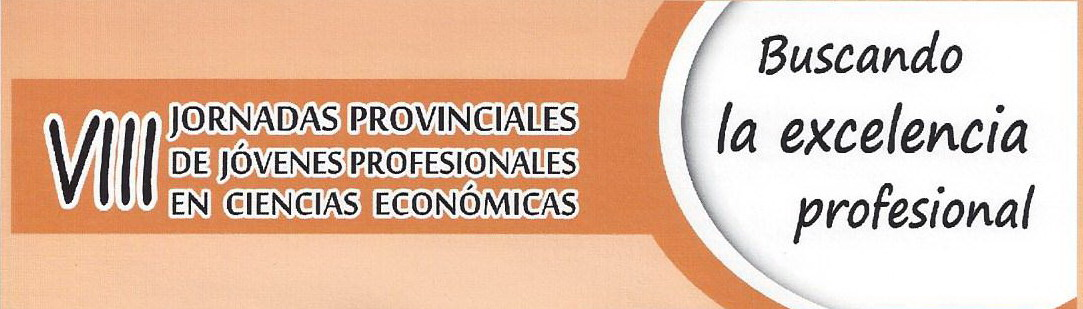 VIII
JORNADAS PROVINCIALES
DE JÓVENES PROFESIONALES
EN CIENCIAS ECONÓMICAS
Buscando
la excelencia
profesional